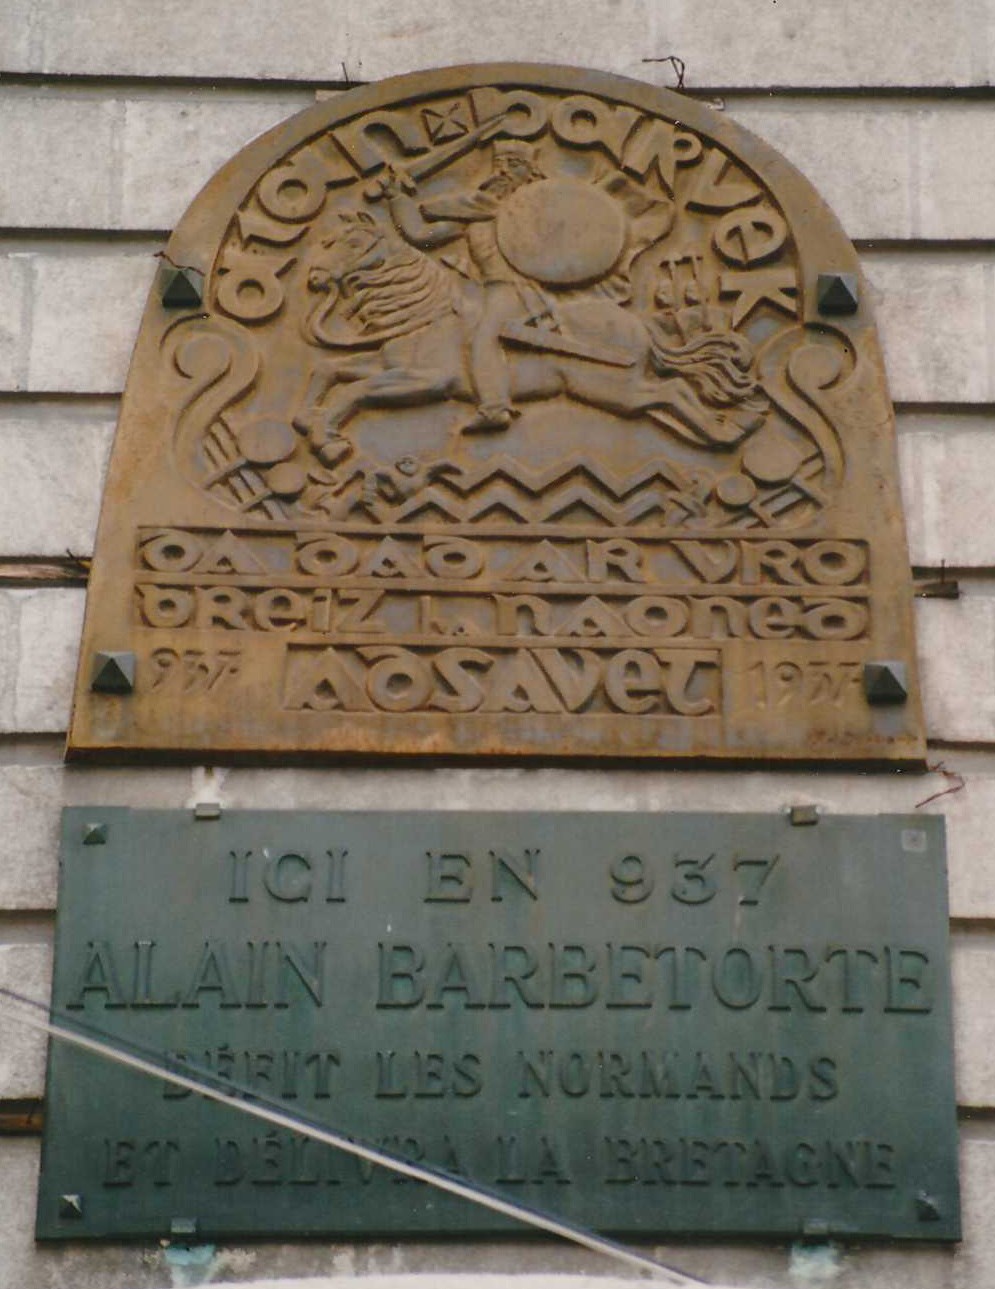 alan barvek
DA DAD DA AR VRO
BREIZ I NAONED
937 ADSAVET 1937
ICI EN 937
ALAIN BARBETORTE
DÉFIT LES NORMANDS
ET DÉLIVRA LA BRETAGNE